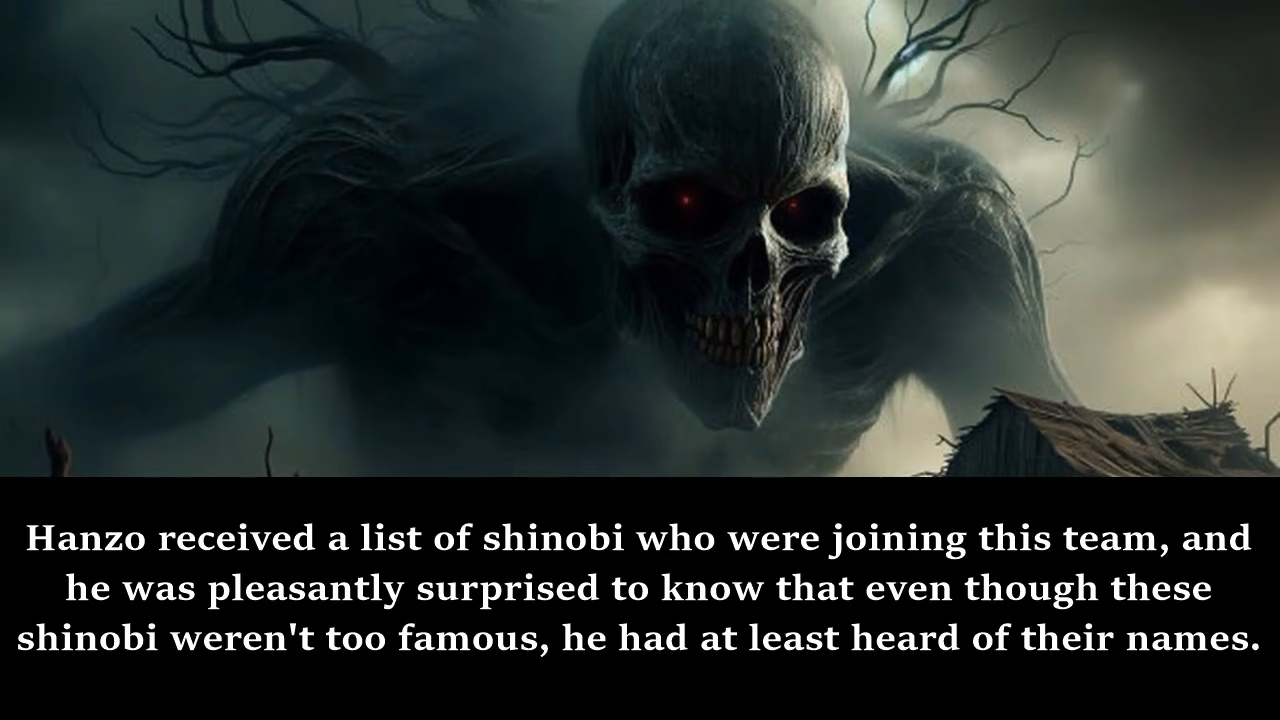 Hanzo received a list of shinobi who were joining this team, and
he was pleasantly surprised to know that even though these
shinobi weren't too famous, he had at least heard of their names.